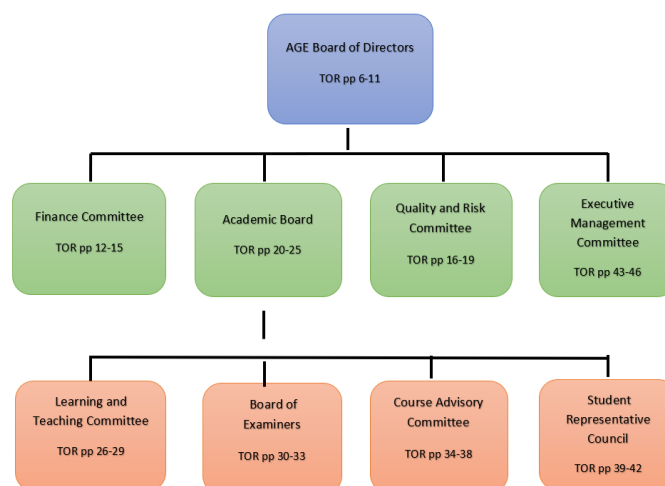 AGE Board of Directors
TOR pp 6-11
Finance Committee
TOR pp 12-15
Academic Board
TOR pp 20-25
Quality and Risk
Committee
TOR pp 16-19
Executive
Management
Committee
TOR pp 43-46
Learning and
Teaching Committee
TOR pp 26-29
Board of
Examiners
TOR pp 30-33
Course Advisory
Committee
TOR pp 34-38
Student
Representative
Council
TOR pp 39-42